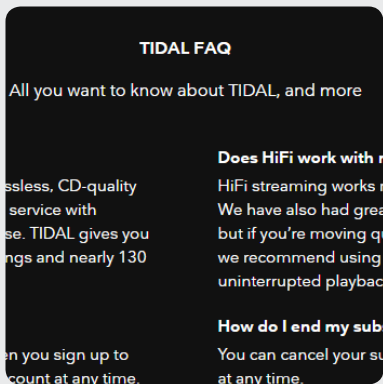 TIDAL FAQ
All you want to know about TIDAL, and more
ssless, CD-quality
service with
se. TIDAL gives you
ngs and nearly 130
en you sign up to
count at any time.
Does HiFi work with
HiFi streaming works
We have also had grea
but if you're moving qu
we recommend using
uninterrupted playbac
How do I end my subs
You can cancel your su
at any time.